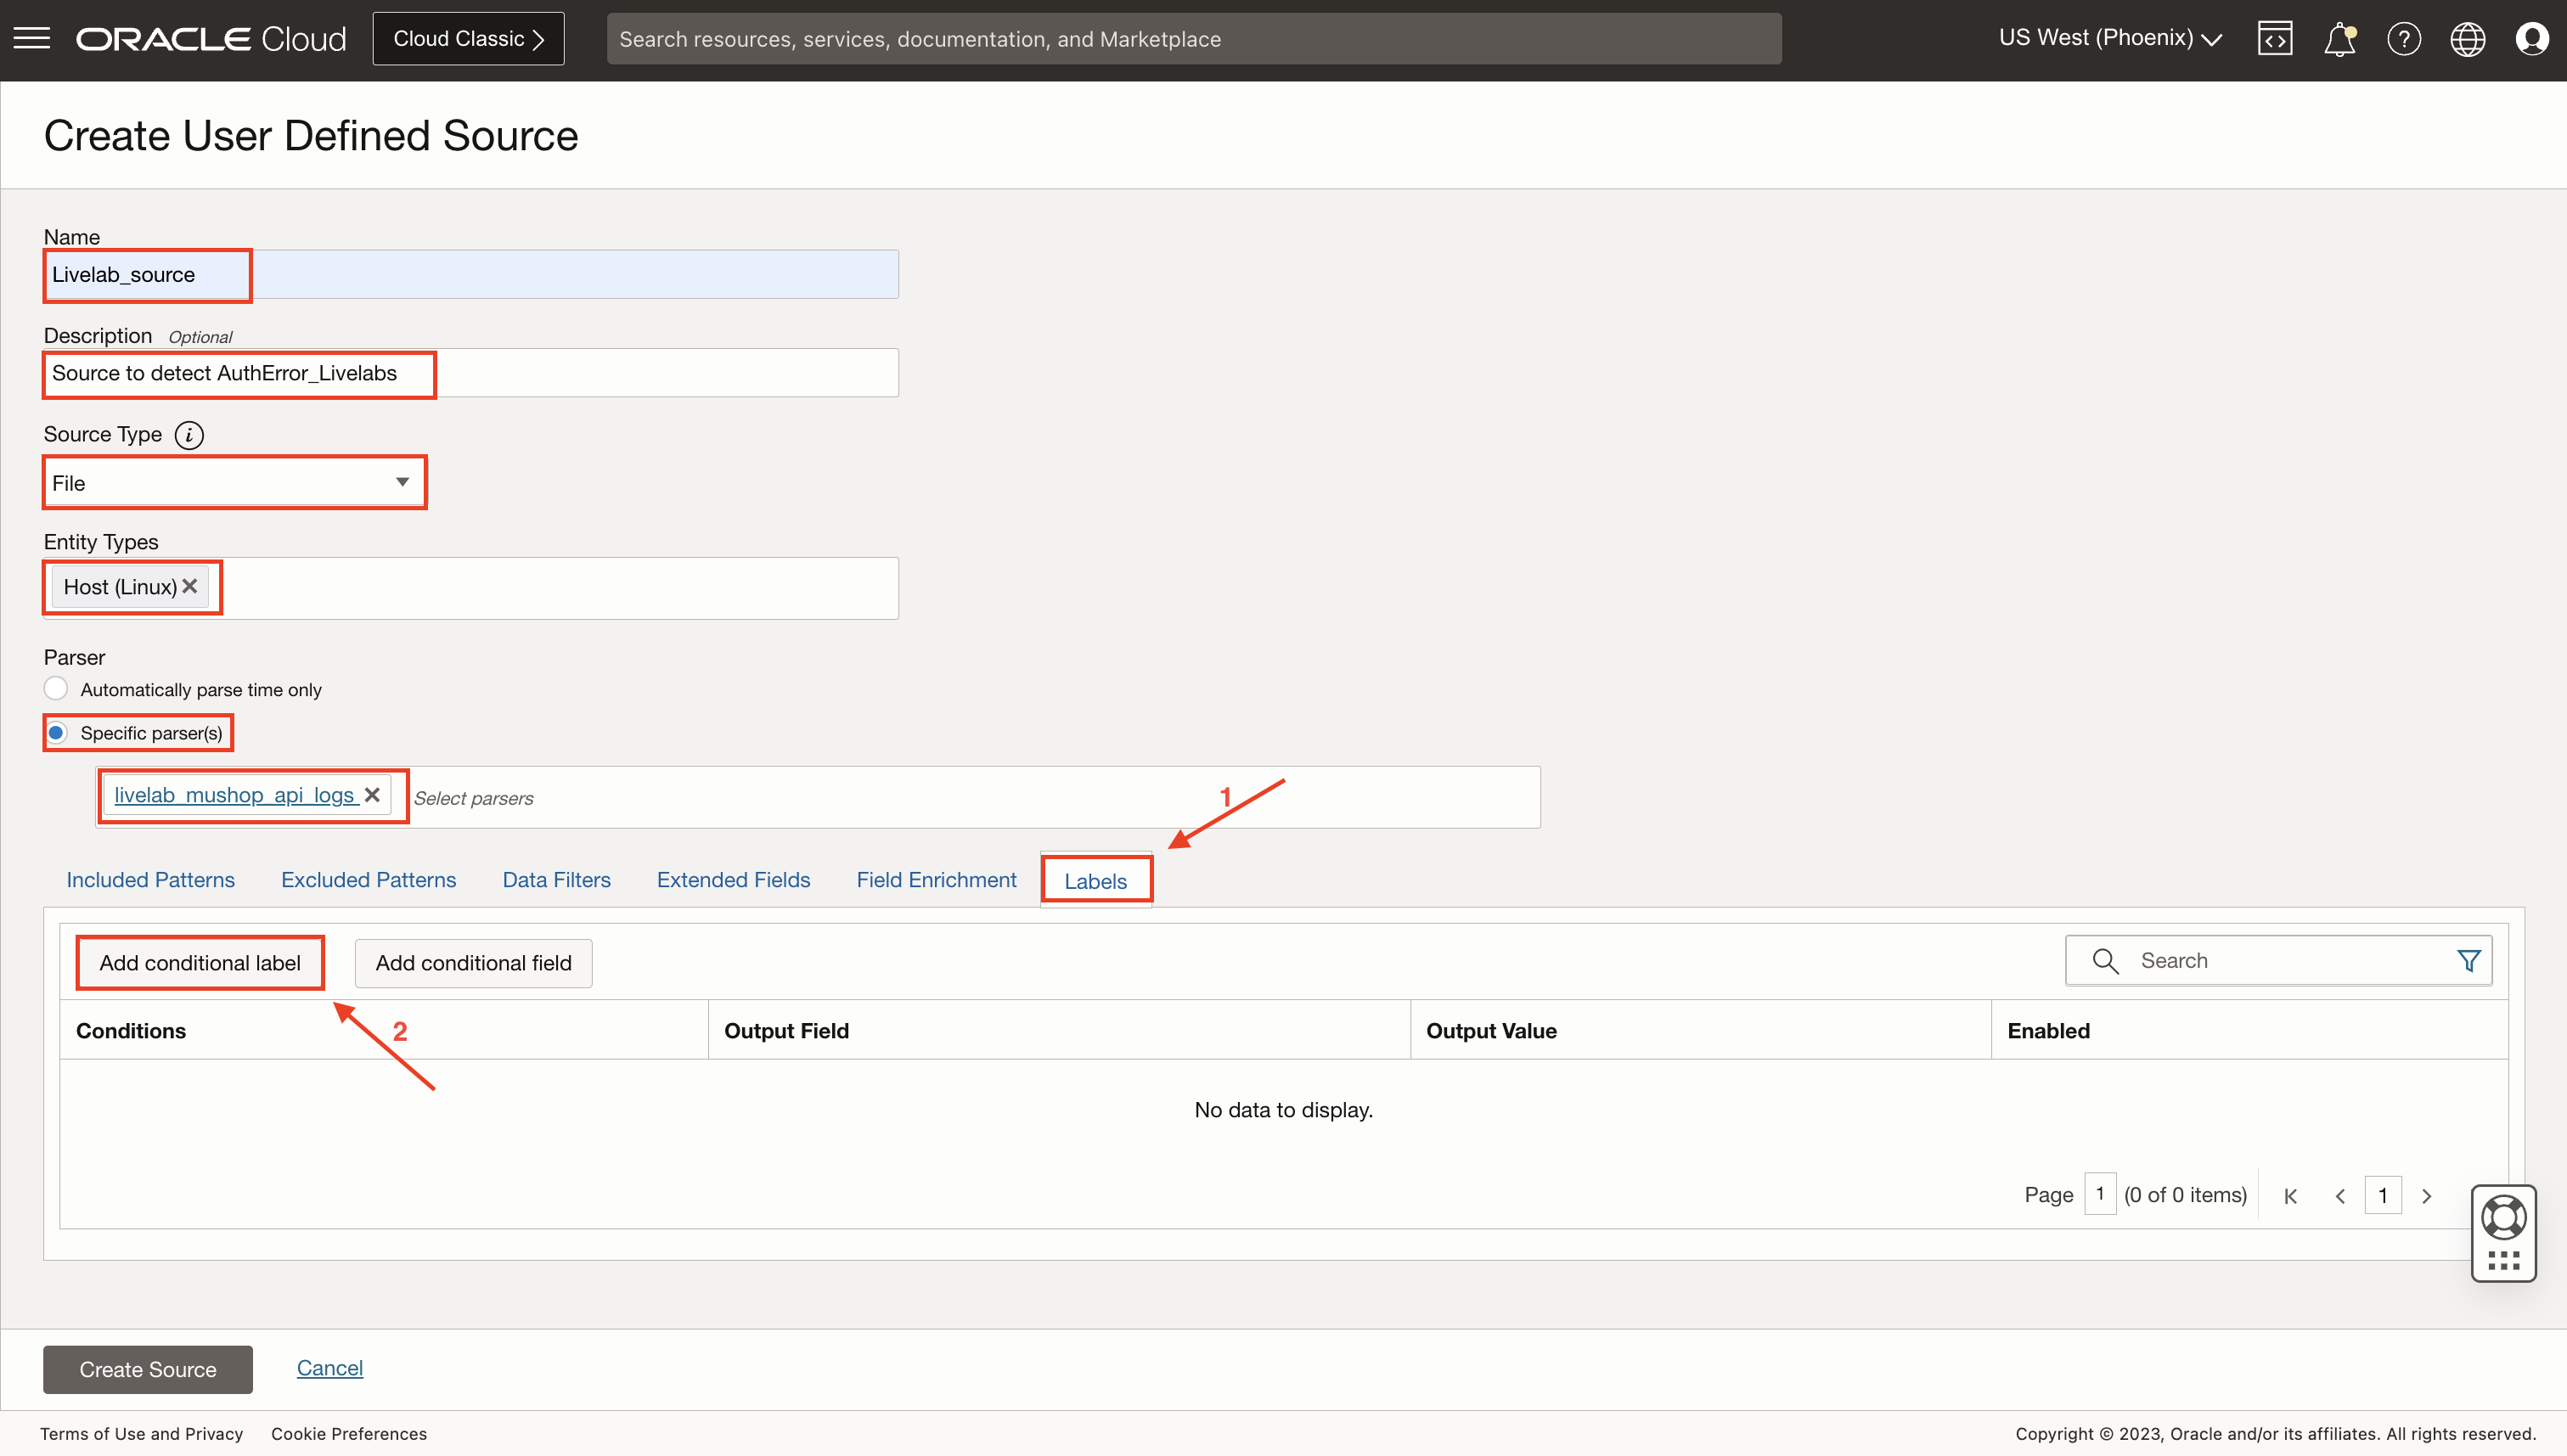 ORACLE Cloud Cloud Classic Search resources, services, documentation, and Marketplace US West (Phoenix)
Create User Defined Source
Name
Livelab_source
Description Optional
Source to detect AuthError_Livelabs
Source Type i
File
Entity Types
Host (Linux)
Parser
Automatically parse time only
Specific parser(s)
livelab_mushop_api_logs Select parsers
1
Included Patterns Excluded Patterns Data Filters Extended Fields Field Enrichment Labels
Add conditional label Add conditional field Search
2
Conditions Output Field Output Value Enabled
No data to display.
Page 1 (0 of 0 items) 1
Create Source Cancel
Terms of Use and Privacy Cookie Preferences Copyright © 2023, Oracle and/or its affiliates. All rights reserved.